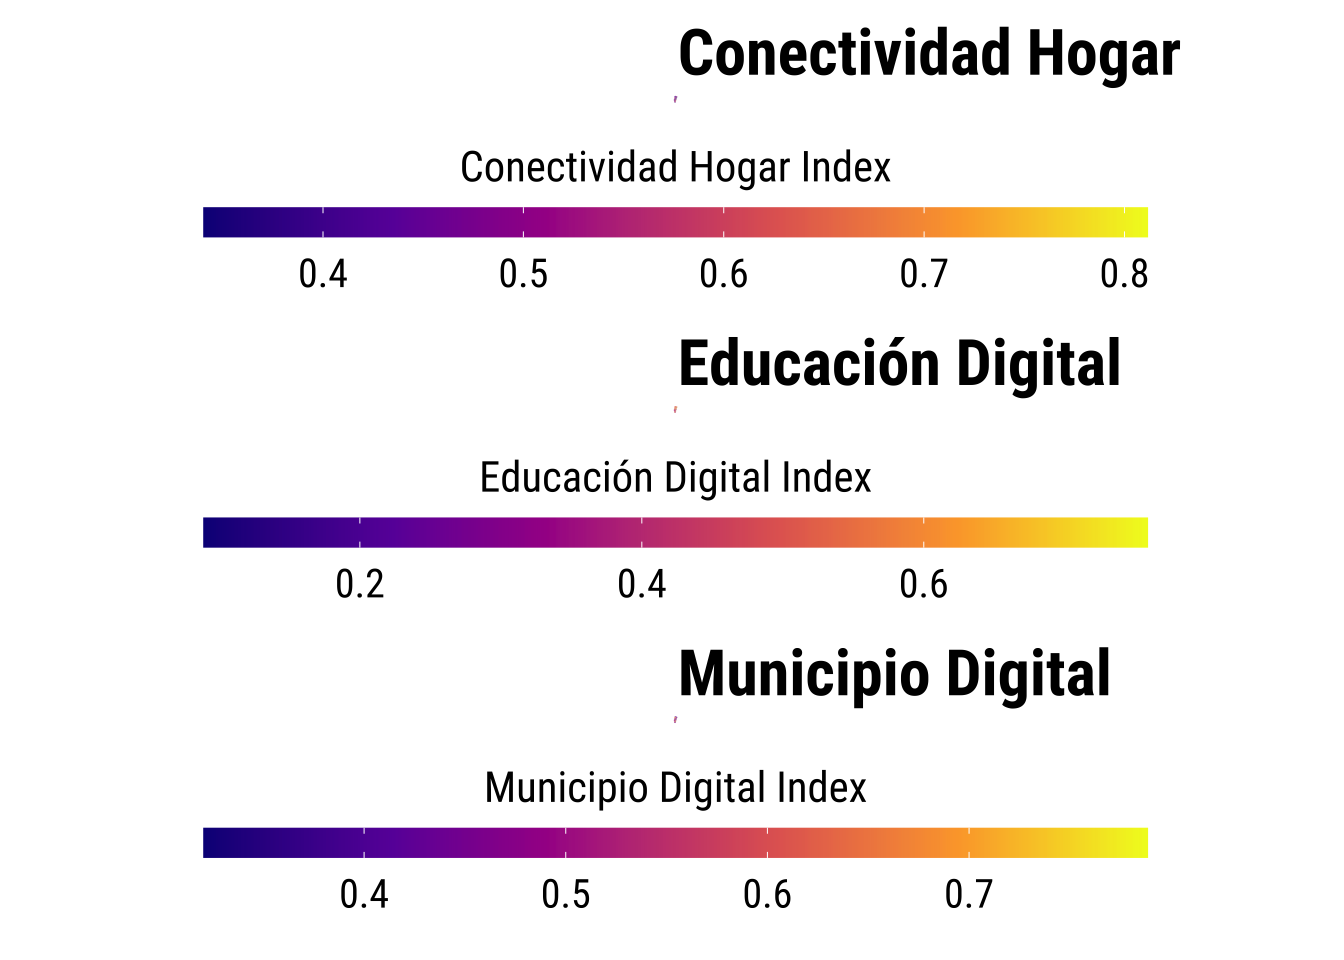 Conectividad Hogar
Conectividad Hogar Index
0.4 0.5 0.6 0.7 0.8
Educación Digital
Educación Digital Index
0.2 0.4 0.6
Municipio Digital
Municipio Digital Index
0.4 0.5 0.6 0.7